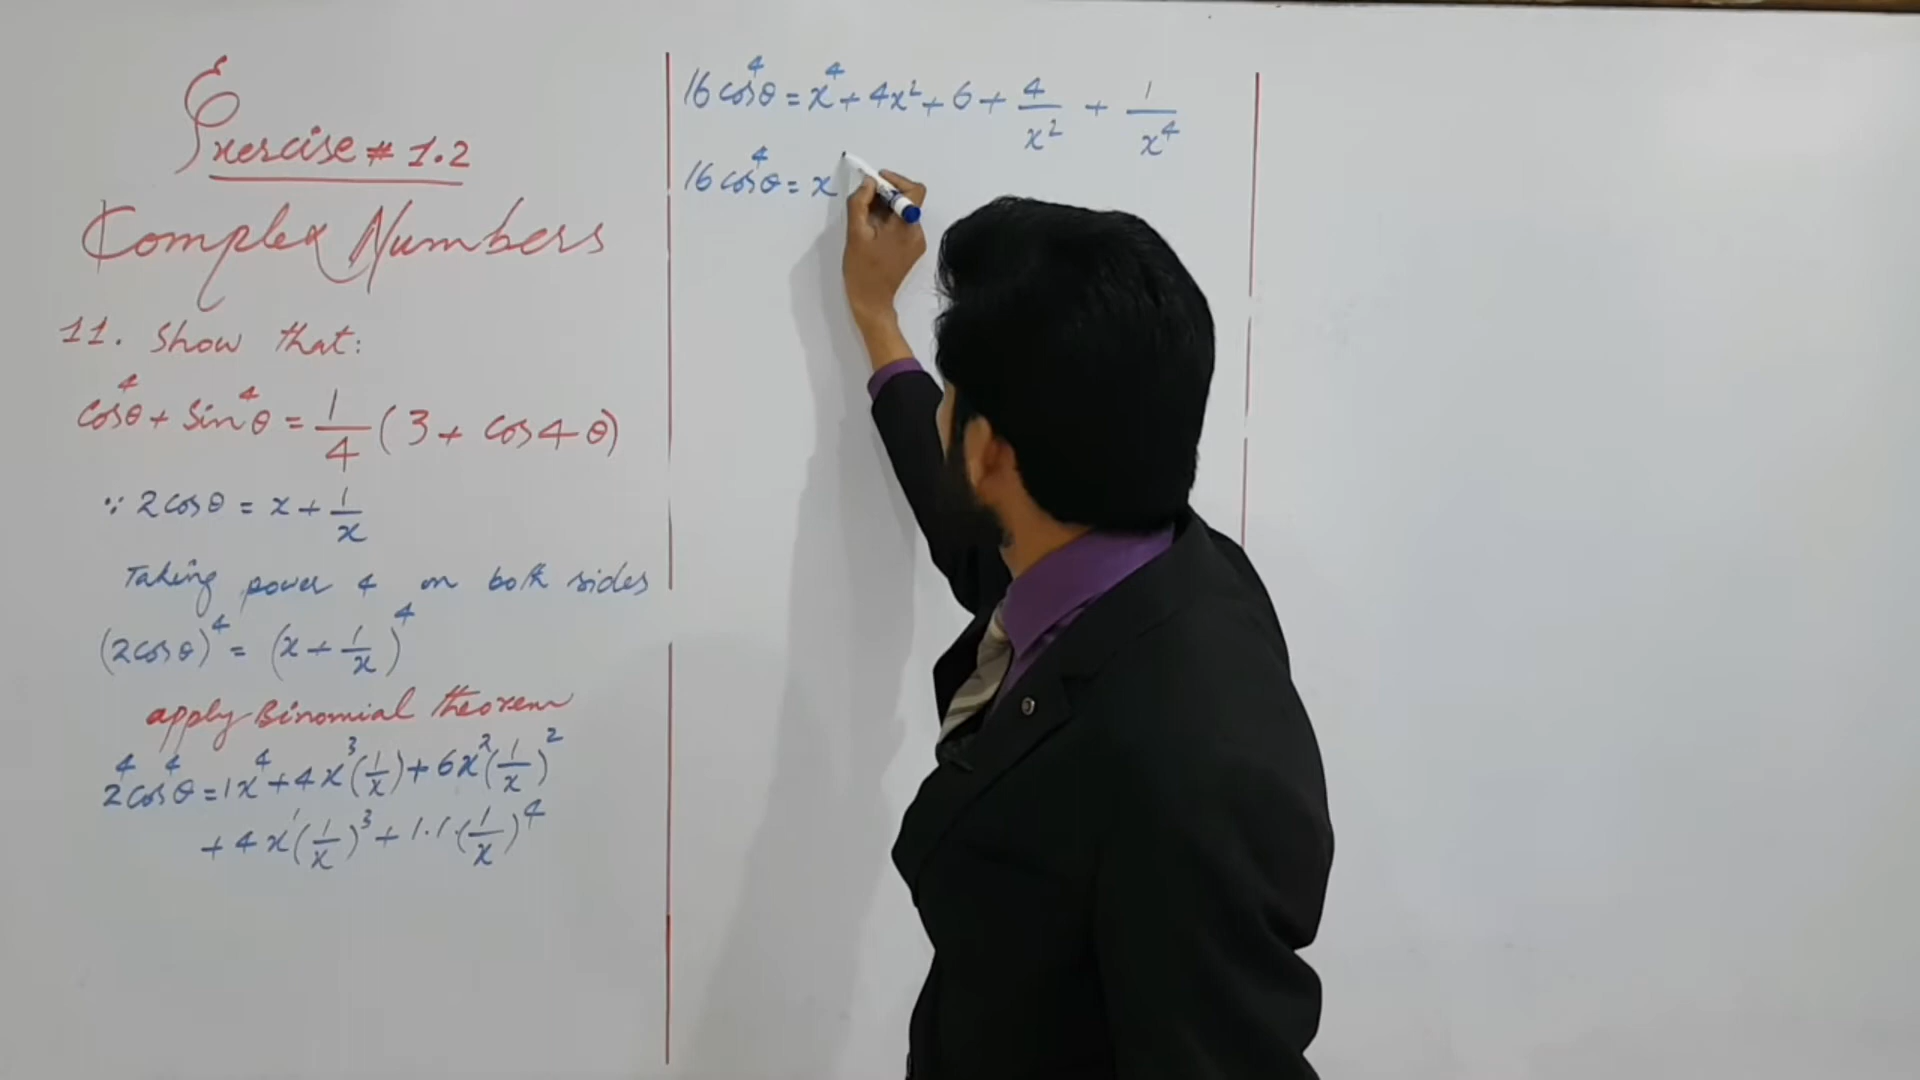 Exercise # 1.2
Complex Numbers
11. Show that:
cos⁴θ + Sin⁴θ = 1/4 (3 + cos4θ)
∵ 2cosθ = x + 1/x
Taking power 4 on both sides
(2cosθ)⁴ = (x + 1/x)⁴
apply Binomial theorem
2⁴cos⁴θ = 1x⁴ + 4x³(1/x) + 6x²(1/x)²
+ 4x¹(1/x)³ + 1.1.(1/x)⁴
16cos⁴θ = x⁴ + 4x² + 6 + 4/x² + 1/x⁴
16cos⁴θ = x